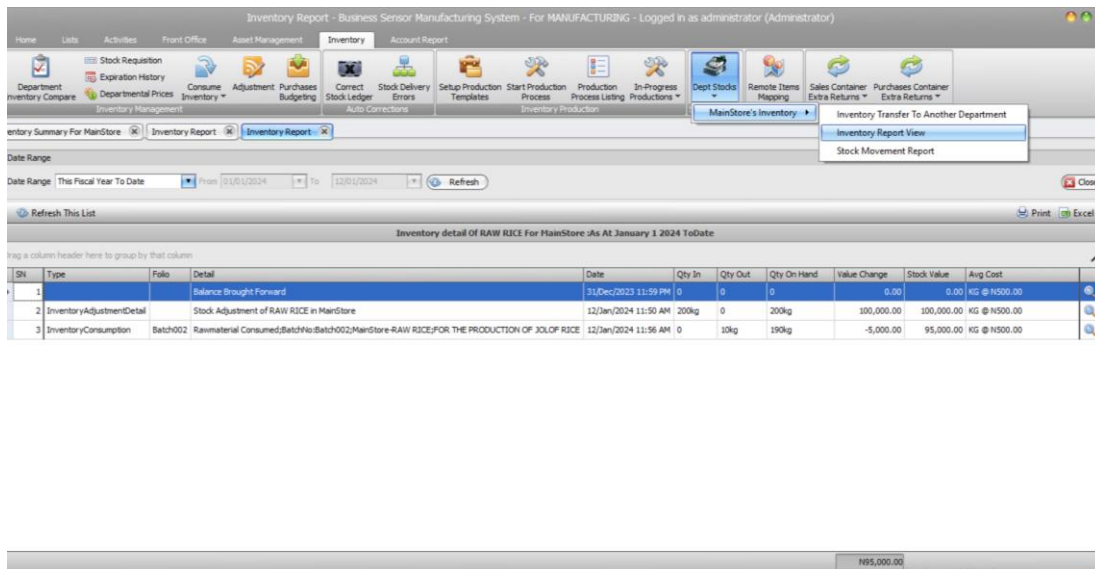 Inventory Report - Business Sensor Manufacturing System - For MANUFACTURING - Logged in as administrator (Administrator)
Home Lists Activities Front Office Asset Management Inventory Account Report
Department
nventory Compare
Stock Requisition
Expiration History
Departmental Prices
Consume
Inventory
Adjustment
Purchases
Budgeting
Correct
Stock Ledger
Stock Delivery
Errors
Setup Production
Templates
Start Production
Process
Production
Process Listing
In-Progress
Productions
Dept Stocks
Remote Items
Mapping
Sales Container
Extra Returns
Purchases Container
Extra Returns
Inventory Management Auto Corrections Inventory Production
MainStore's Inventory
Inventory Transfer To Another Department
Inventory Report View
Stock Movement Report
entory Summary For MainStore Inventory Report Inventory Report
Date Range
Date Range This Fiscal Year To Date From 01/01/2024 To 12/01/2024 Refresh Close
Refresh This List Print Excel
Inventory detail Of RAW RICE For MainStore :As At January 1 2024 ToDate
rag a column header here to group by that column
SN Type Folio Detail Date Qty In Qty Out Qty On Hand Value Change Stock Value Avg Cost
1 Balance Brought Forward 31/Dec/2023 11:59 PM 0 0 0 0.00 0.00 KG @ N500.00
2 InventoryAdjustmentDetail Stock Adjustment of RAW RICE in MainStore 12/Jan/2024 11:50 AM 200kg 0 200kg 100,000.00 100,000.00 KG @ N500.00
3 InventoryConsumption Batch002 Rawmaterial Consumed;BatchNo:Batch002;MainStore-RAW RICE;FOR THE PRODUCTION OF JOLOF RICE 12/Jan/2024 11:56 AM 0 10kg 190kg -5,000.00 95,000.00 KG @ N500.00
N95,000.00